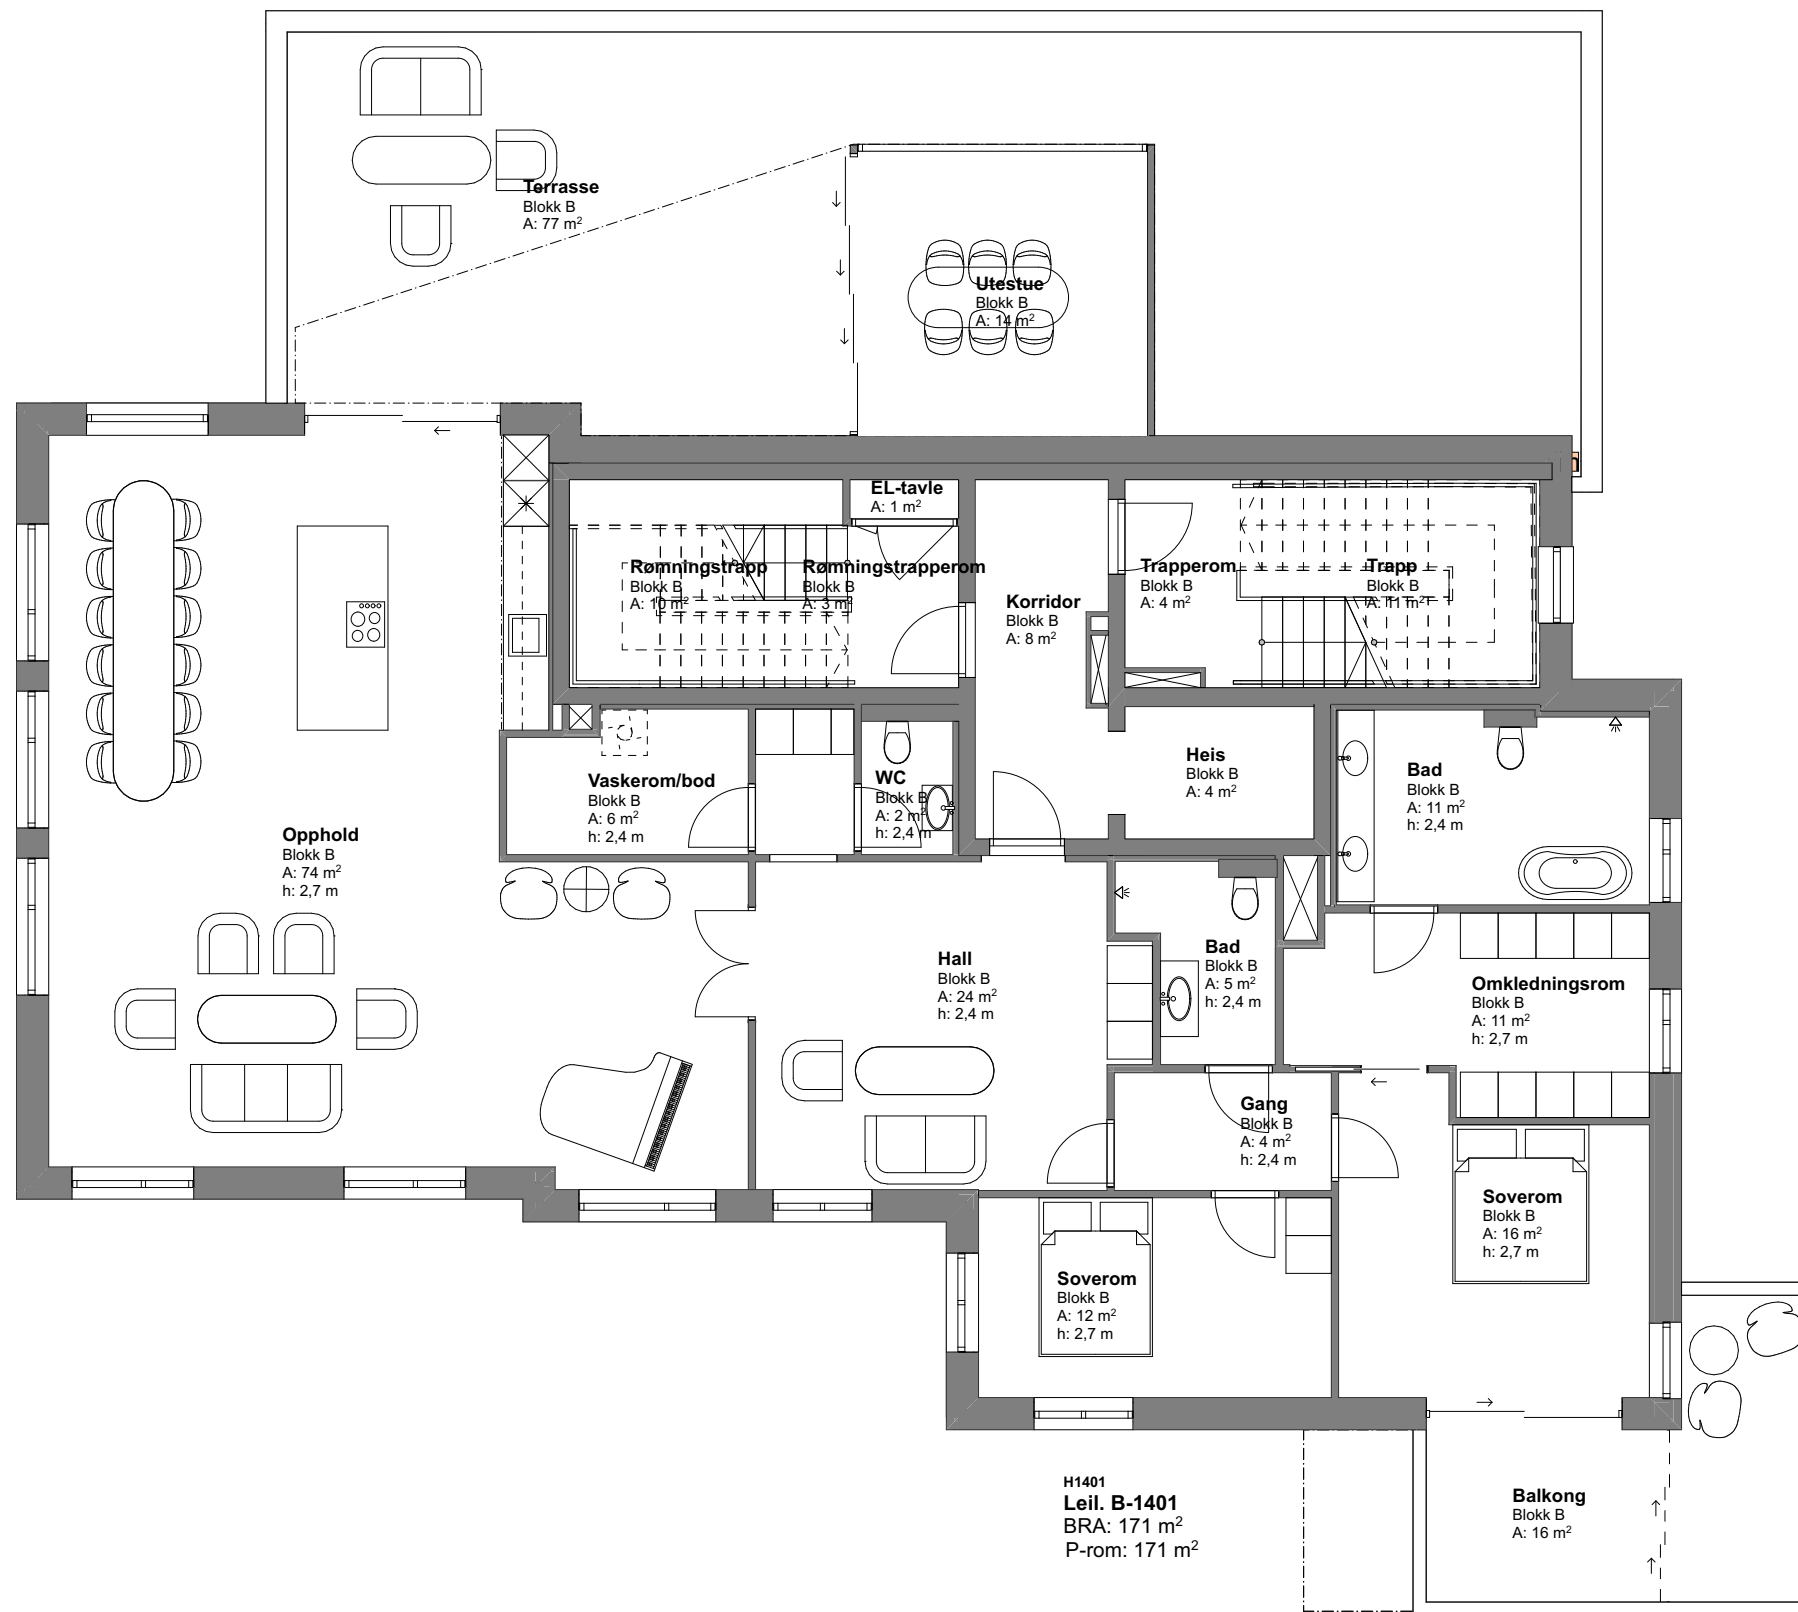 Terrasse
Blokk B
A: 77 m²
Utestue
Blokk B
A: 14 m²
EL-tavle
A: 1 m²
Rømningstrapp
Blokk B
A: 10 m²
Rømningstrapperom
Blokk B
A: 3 m²
Korridor
Blokk B
A: 8 m²
Trapperom
Blokk B
A: 4 m²
Trapp
Blokk B
A: 11 m²
Vaskerom/bod
Blokk B
A: 6 m²
h: 2,4 m
WC
Blokk B
A: 2 m²
h: 2,4 m
Heis
Blokk B
A: 4 m²
Bad
Blokk B
A: 11 m²
h: 2,4 m
Opphold
Blokk B
A: 74 m²
h: 2,7 m
Hall
Blokk B
A: 24 m²
h: 2,4 m
Bad
Blokk B
A: 5 m²
h: 2,4 m
Omkledningsrom
Blokk B
A: 11 m²
h: 2,7 m
Gang
Blokk B
A: 4 m²
h: 2,4 m
Soverom
Blokk B
A: 16 m²
h: 2,7 m
Soverom
Blokk B
A: 12 m²
h: 2,7 m
H1401
Leil. B-1401
BRA: 171 m²
P-rom: 171 m²
Balkong
Blokk B
A: 16 m²